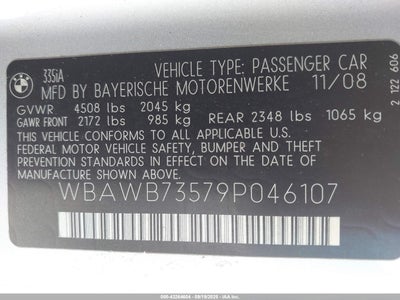 335iA
VEHICLE TYPE: PASSENGER CAR
MFD BY BAYERISCHE MOTORENWERKE 11/08
GVWR 4508 lbs 2045 kg
GAWR FRONT 2172 lbs 985 kg REAR 2348 lbs 1065 kg
THIS VEHICLE CONFORMS TO ALL APPLICABLE
FEDERAL MOTOR VEHICLE SAFETY, BUMPER AND THEFT
PREVENTION STANDARDS IN EFFECT ON THE
DATE OF MANUFACTURE SHOWN ABOVE.
WBAWB73579P046107
2 122 606